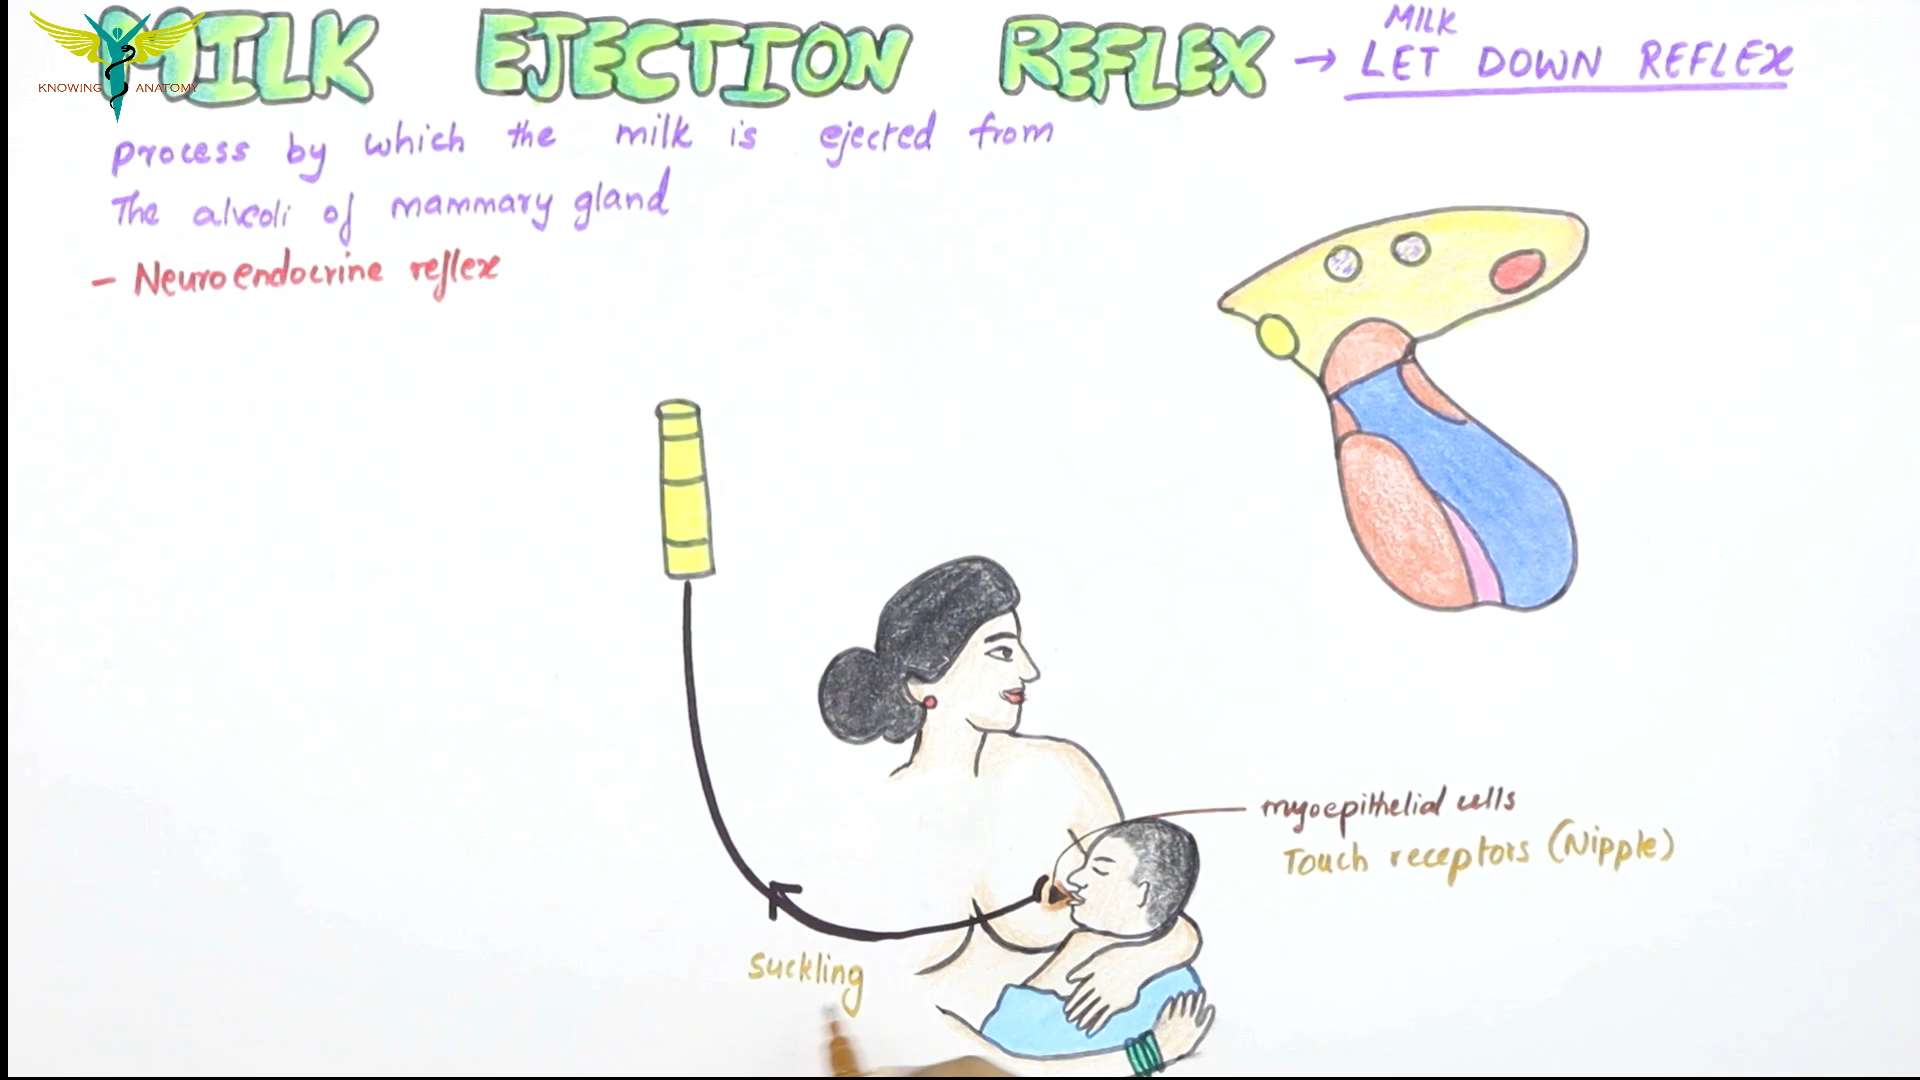 MILK EJECTION REFLEX → MILK LET DOWN REFLEX
KNOWING ANATOMY
process by which the milk is ejected from
The alveoli of mammary gland
- Neuroendocrine reflex
myoepithelial cells
Touch receptors (Nipple)
Suckling